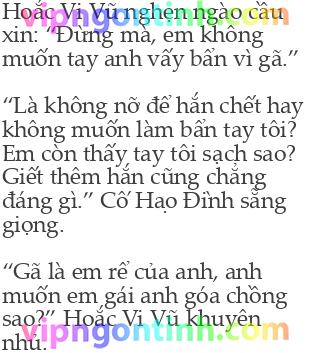 Hoắc Vi Vũ nghẹn ngào cầu
xin: “Đừng mà, em không
muốn tay anh vấy bẩn vì gã.”
“Là không nỡ để hắn chết hay
không muốn làm bẩn tay tôi?
Em còn thấy tay tôi sạch sao?
Giết thêm hắn cũng chẳng
đáng gì.” Cố Hạo Đình sẵng
giọng.
“Gã là em rể của anh, anh
muốn em gái anh góa chồng
sao?” Hoắc Vi Vũ khuyên
nhủ.
vipngontinh.com
vipngontinh.com